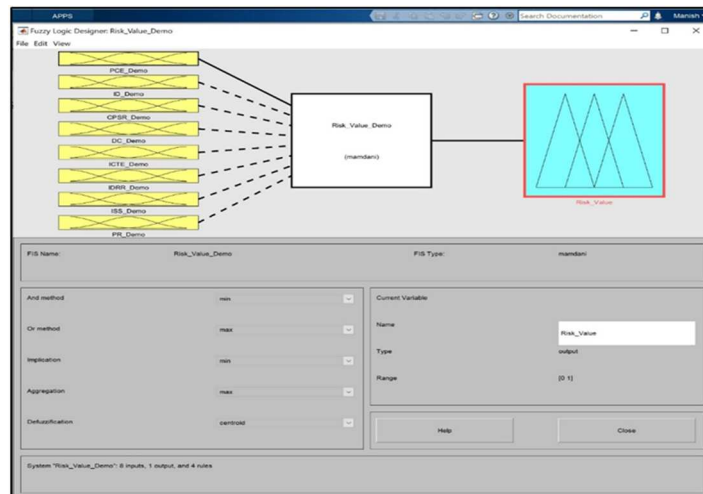 APPS
Search Documentation
Manish
Fuzzy Logic Designer: Risk_Value_Demo
File Edit View
PCE_Demo
ID_Demo
CPSR_Demo
DC_Demo
ICTE_Demo
IDRR_Demo
ISS_Demo
PR_Demo
Risk_Value_Demo
(mamdani)
Risk_Value
FIS Name: Risk_Value_Demo FIS Type: mamdani
And method min
Or method max
Implication min
Aggregation max
Defuzzification centroid
Current Variable
Name Risk_Value
Type output
Range [0 1]
Help Close
System "Risk_Value_Demo": 8 inputs, 1 output, and 4 rules